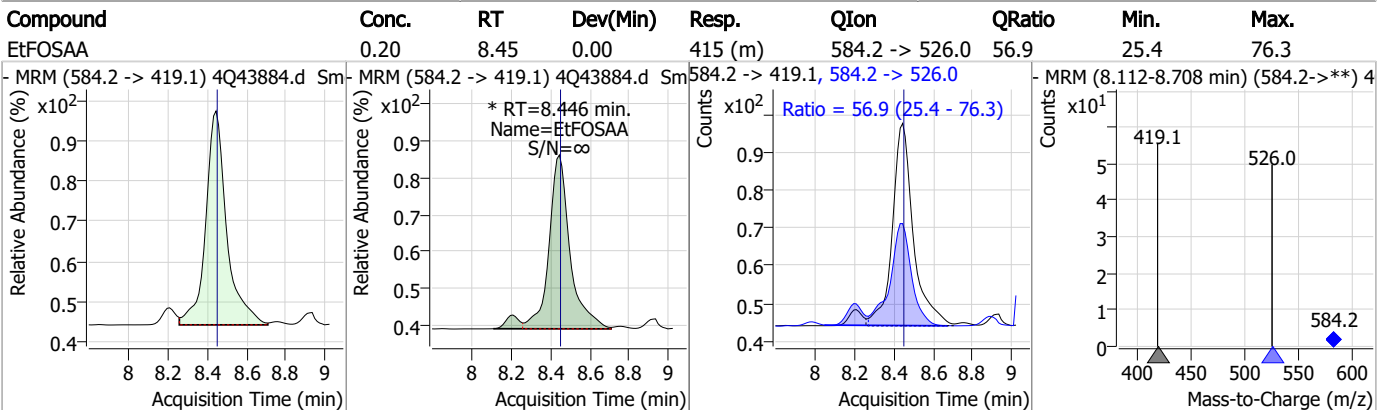 Compound Conc. RT Dev(Min) Resp. QIon QRatio Min. Max.
EtFOSAA 0.20 8.45 0.00 415 (m) 584.2 -> 526.0 56.9 25.4 76.3
- MRM (584.2 -> 419.1) 4Q43884.d Sm
Relative Abundance (%)
x10²
0.9
0.8
0.7
0.6
0.5
0.4
8 8.2 8.4 8.6 8.8 9
Acquisition Time (min)
- MRM (584.2 -> 419.1) 4Q43884.d Sm
Relative Abundance (%)
x10²
* RT=8.446 min.
Name=EtFOSAA
S/N=∞
0.9
0.8
0.7
0.6
0.5
0.4
8 8.2 8.4 8.6 8.8 9
Acquisition Time (min)
584.2 -> 419.1, 584.2 -> 526.0
Counts
x10²
Ratio = 56.9 (25.4 - 76.3)
0.9
0.8
0.7
0.6
0.5
0.4
8 8.2 8.4 8.6 8.8 9
Acquisition Time (min)
- MRM (8.112-8.708 min) (584.2->**) 4
Counts
x10¹
419.1
526.0
584.2
5
4
3
2
1
0
400 450 500 550 600
Mass-to-Charge (m/z)